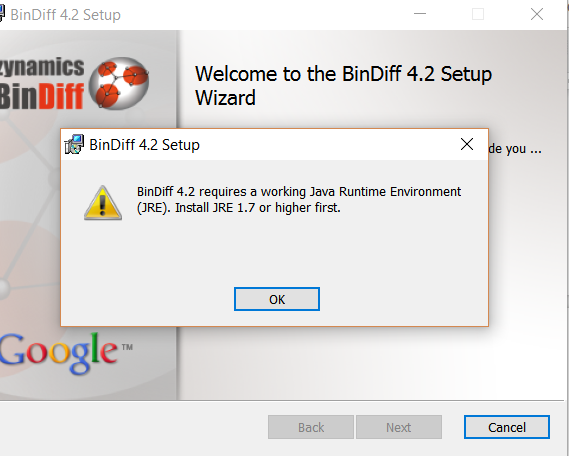 BinDiff 4.2 Setup
zynamics
BinDiff
Welcome to the BinDiff 4.2 Setup
Wizard
de you ...
BinDiff 4.2 Setup
BinDiff 4.2 requires a working Java Runtime Environment
(JRE). Install JRE 1.7 or higher first.
OK
Google™
Back
Next
Cancel